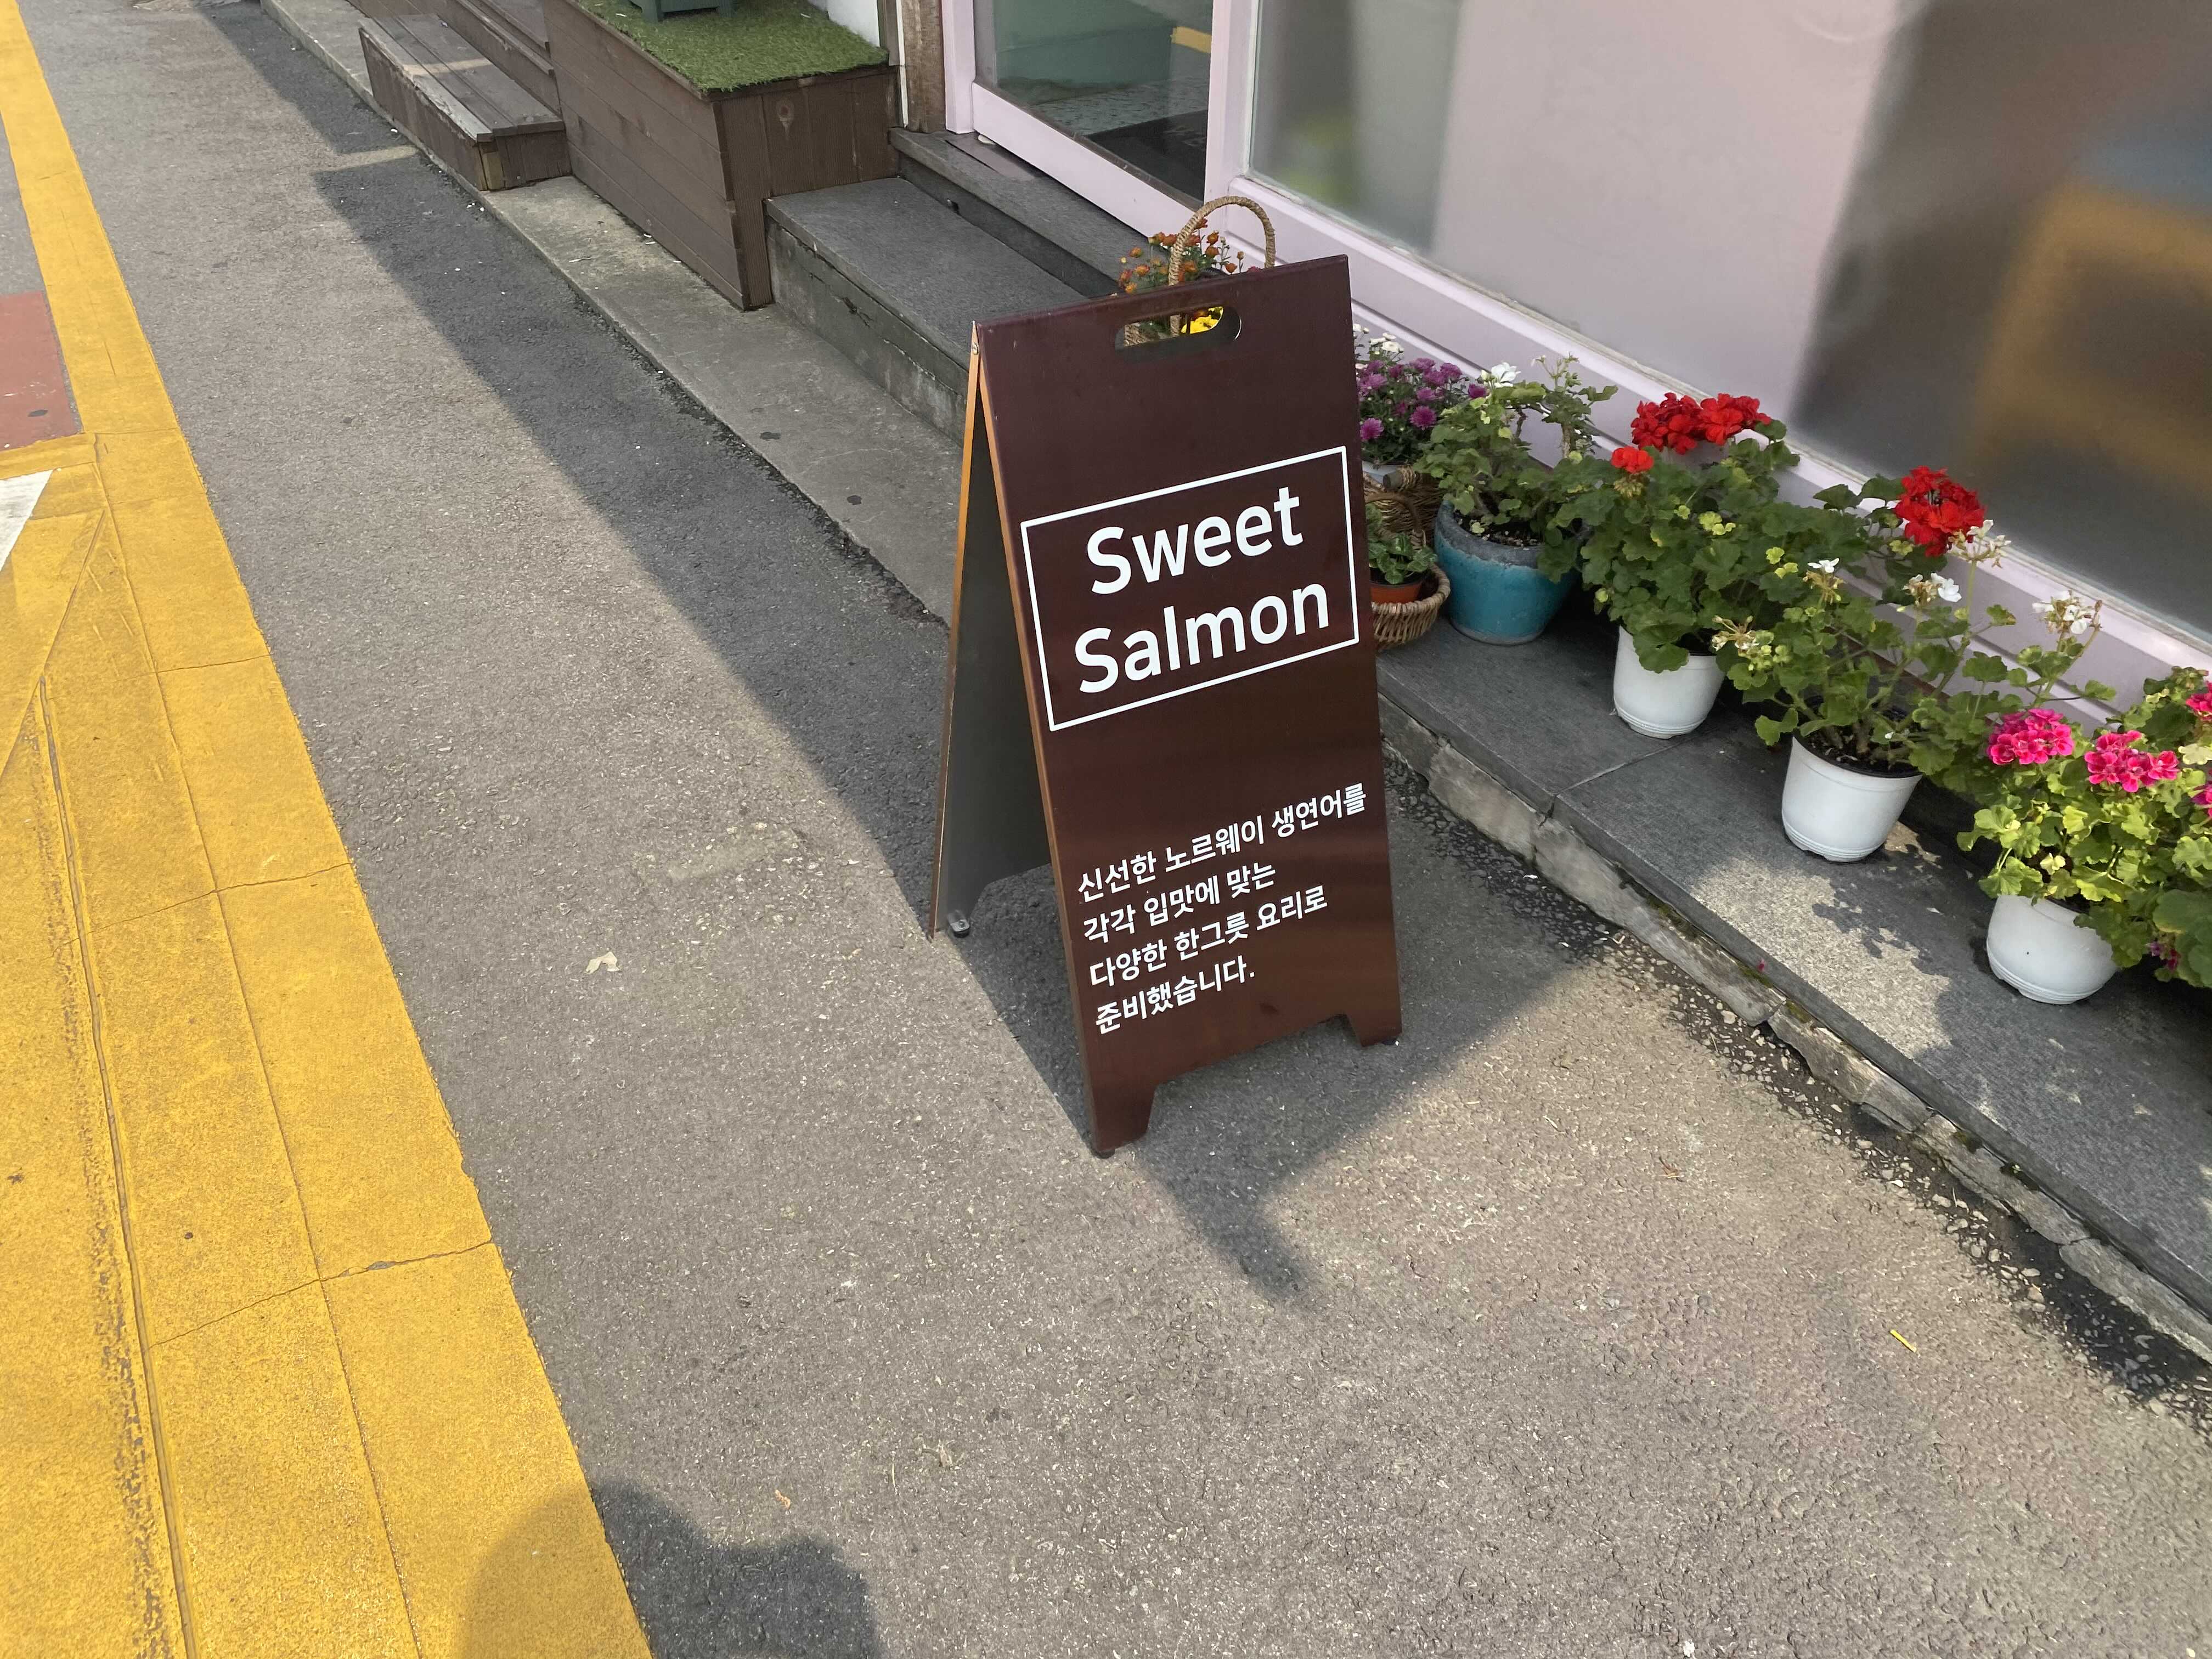 Sweet
Salmon
신선한 노르웨이 생연어를
각각 입맛에 맞는
다양한 한그릇 요리로
준비했습니다.